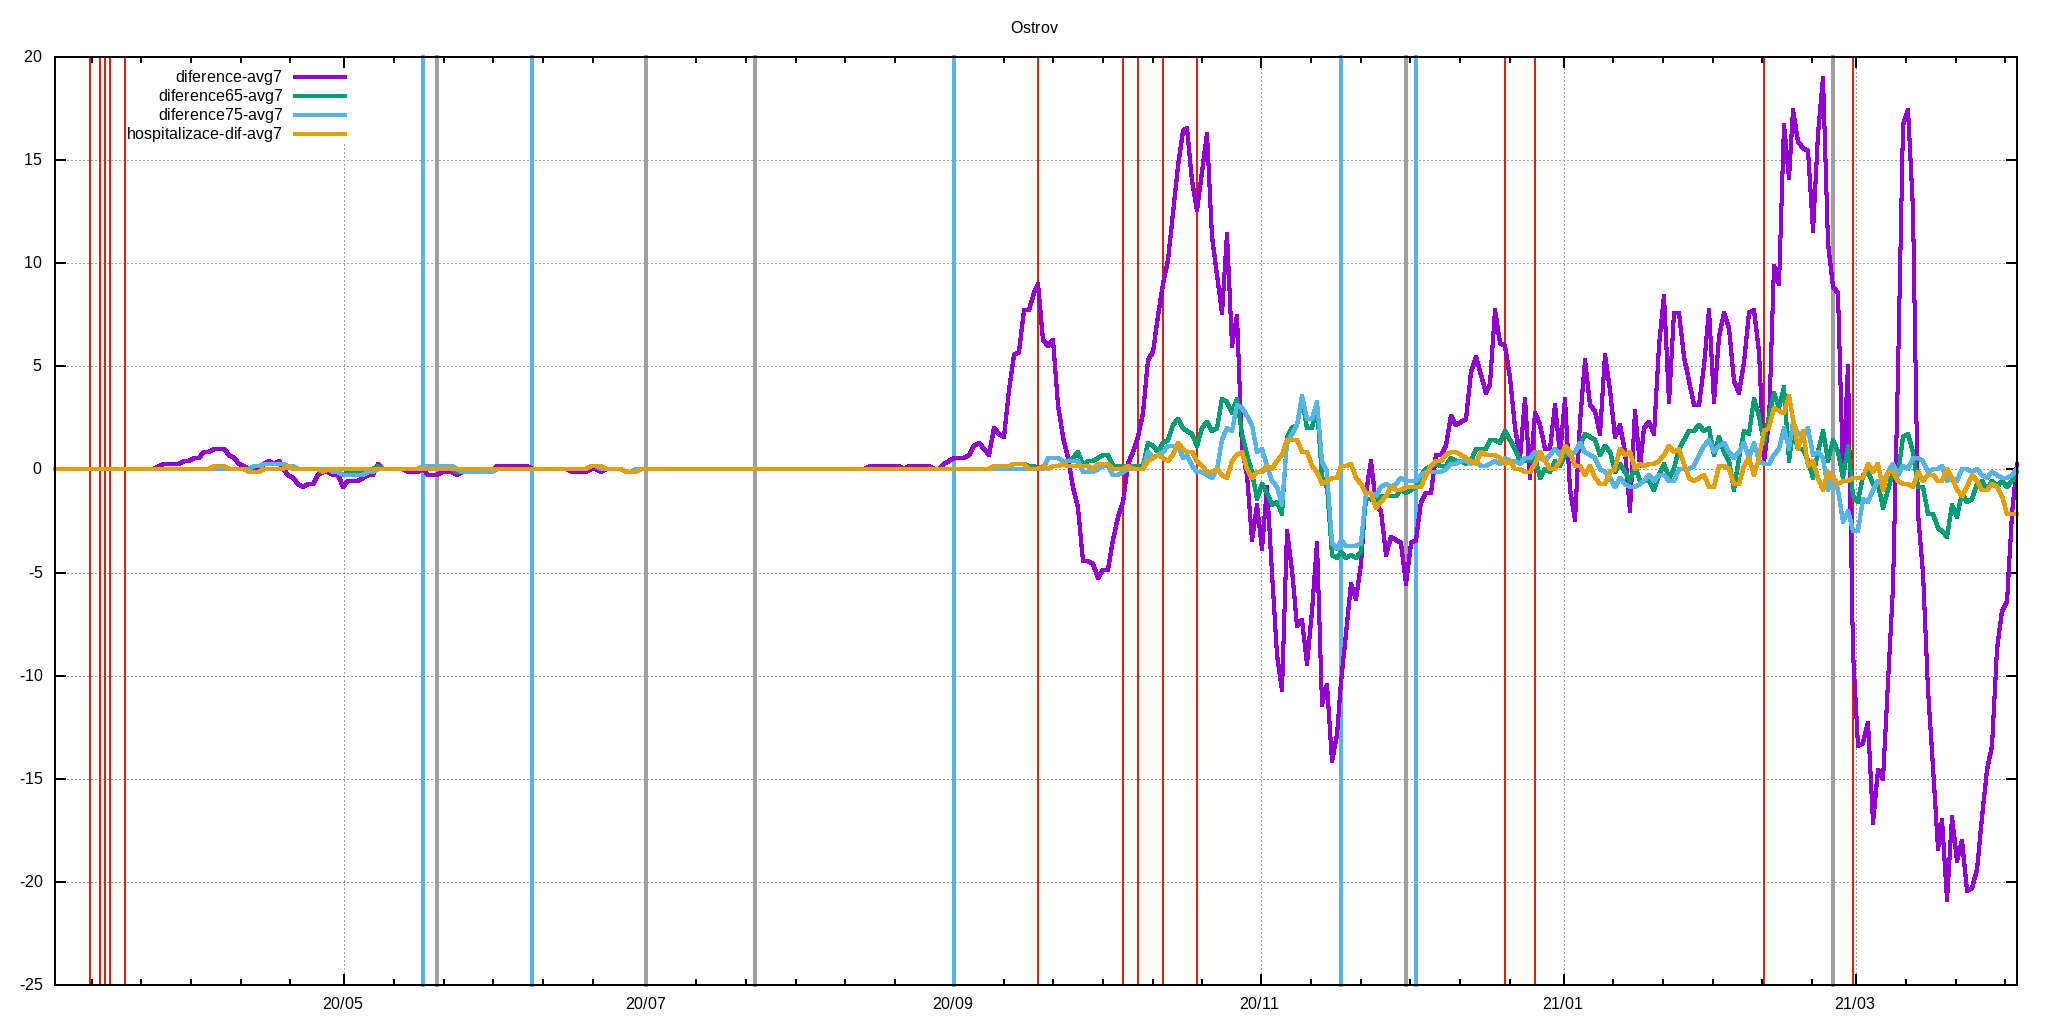 Ostrov
20
diference-avg7
diference65-avg7
diference75-avg7
hospitalizace-dif-avg7
15
10
5
0
-5
-10
-15
-20
-25
20/05 20/07 20/09 20/11 21/01 21/03